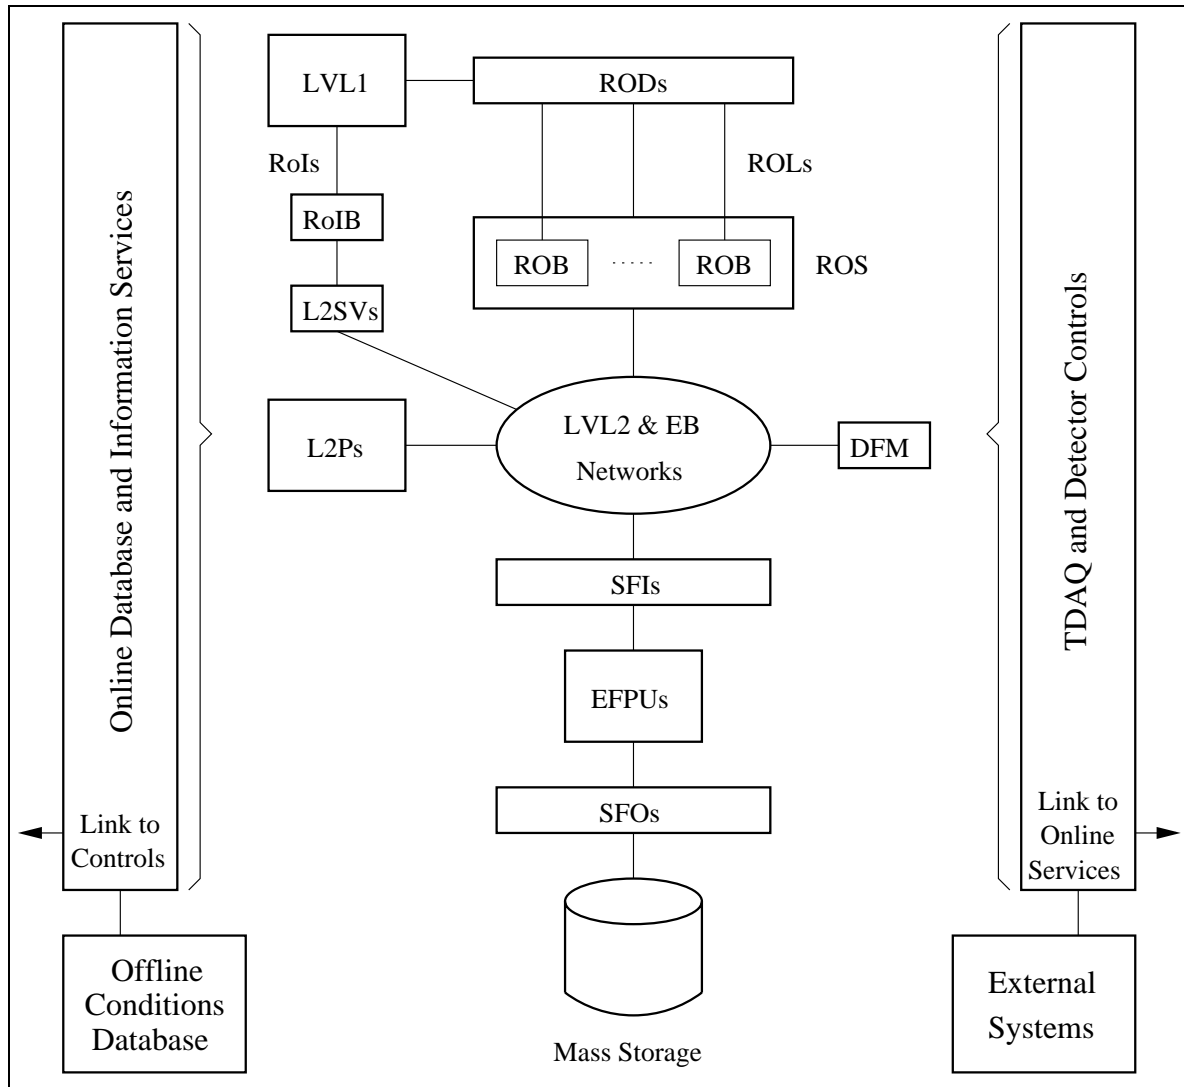 LVL1
RODs
RoIs
ROLs
RoIB
ROB
.....
ROB
ROS
L2SVs
Online Database and Information Services
TDAQ and Detector Controls
LVL2 & EB
Networks
L2Ps
DFM
SFIs
EFPUs
SFOs
Link to
Controls
Link to
Online
Services
Offline
Conditions
Database
External
Systems
Mass Storage